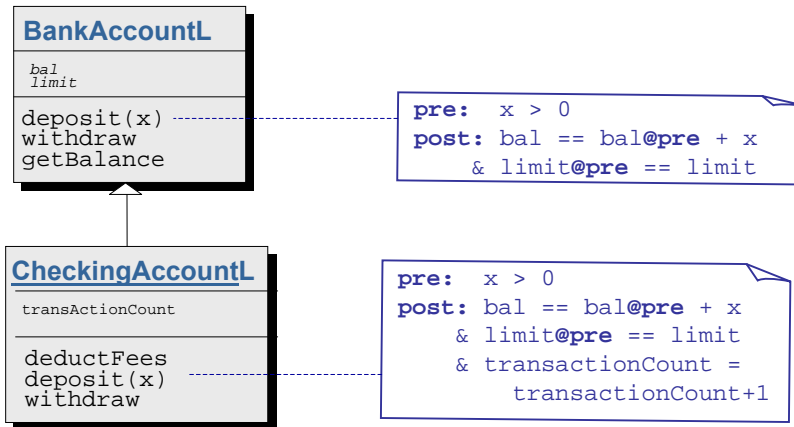 BankAccountL
bal
limit
deposit(x)
withdraw
getBalance
pre: x > 0
post: bal == bal@pre + x
& limit@pre == limit
CheckingAccountL
transActionCount
deductFees
deposit(x)
withdraw
pre: x > 0
post: bal == bal@pre + x
& limit@pre == limit
& transactionCount =
transactionCount+1